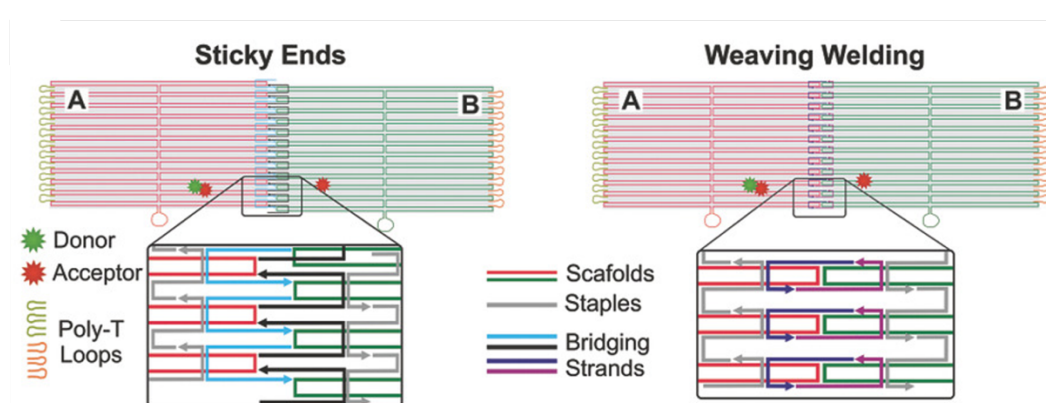 Sticky Ends
Weaving Welding
A
B
A
B
Donor
Acceptor
Poly-T
Loops
Scafolds
Staples
Bridging
Strands